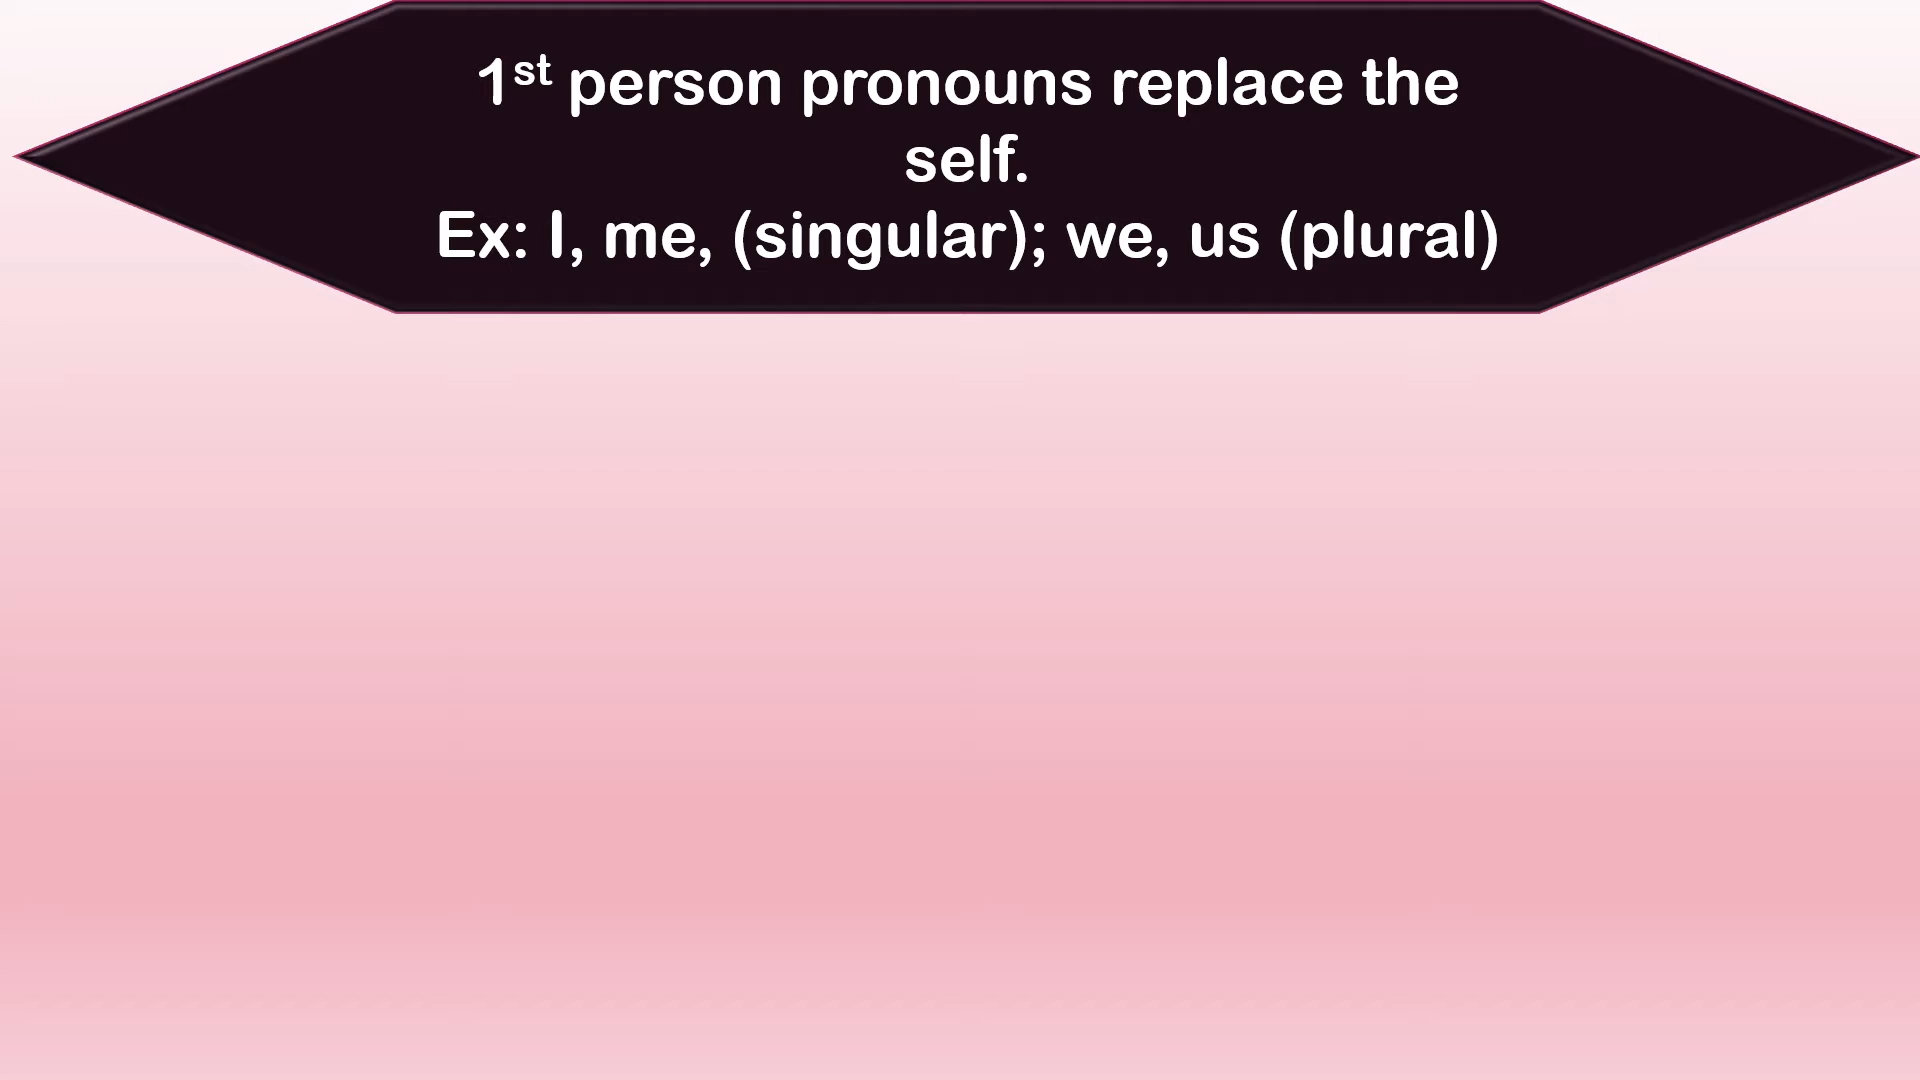 1st person pronouns replace the
self.
Ex: I, me, (singular); we, us (plural)